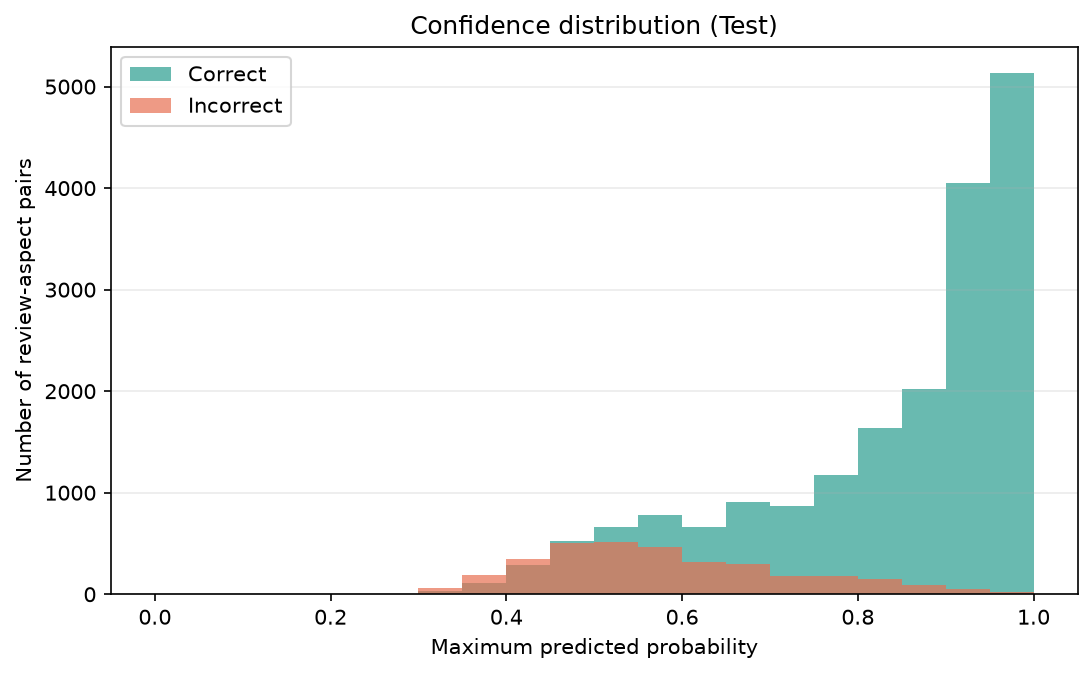 Confidence distribution (Test)
Correct
Incorrect
Number of review-aspect pairs
5000
4000
3000
2000
1000
0
0.0 0.2 0.4 0.6 0.8 1.0
Maximum predicted probability